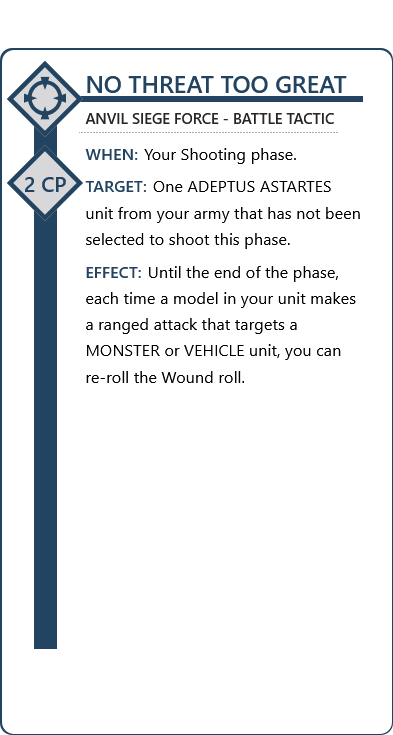 NO THREAT TOO GREAT
ANVIL SIEGE FORCE - BATTLE TACTIC
WHEN: Your Shooting phase.
2 CP
TARGET: One ADEPTUS ASTARTES
unit from your army that has not been
selected to shoot this phase.
EFFECT: Until the end of the phase,
each time a model in your unit makes
a ranged attack that targets a
MONSTER or VEHICLE unit, you can
re-roll the Wound roll.